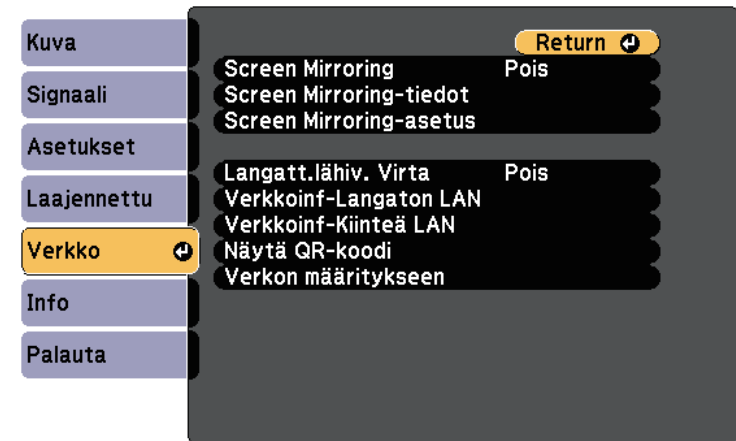 Kuva
Signaali
Asetukset
Laajennettu
Verkko
Info
Palauta
Return
Screen Mirroring Pois
Screen Mirroring-tiedot
Screen Mirroring-asetus
Langatt.lähiv. Virta Pois
Verkkoinf-Langaton LAN
Verkkoinf-Kiinteä LAN
Näytä QR-koodi
Verkon määritykseen